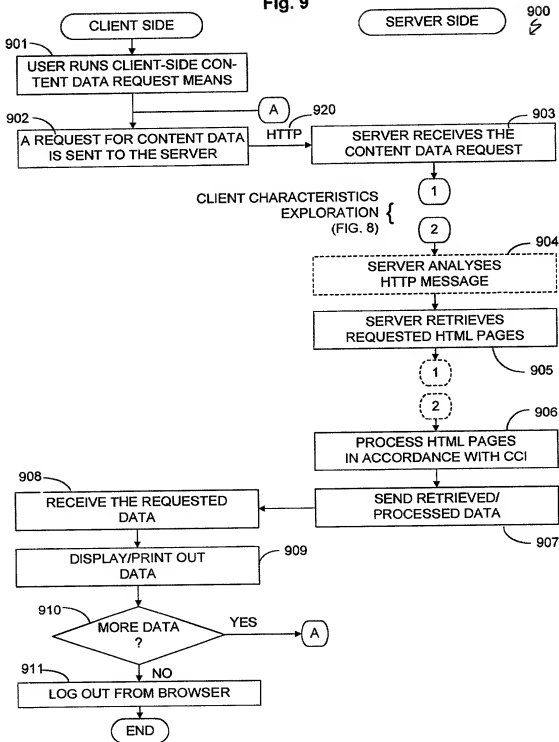 Fig. 9
900
CLIENT SIDE
SERVER SIDE
901
USER RUNS CLIENT-SIDE CON-
TENT DATA REQUEST MEANS
A
902
A REQUEST FOR CONTENT DATA
IS SENT TO THE SERVER
920
HTTP
903
SERVER RECEIVES THE
CONTENT DATA REQUEST
1
CLIENT CHARACTERISTICS
EXPLORATION {
(FIG. 8)
2
904
SERVER ANALYSES
HTTP MESSAGE
SERVER RETRIEVES
REQUESTED HTML PAGES
905
1
2
906
PROCESS HTML PAGES
IN ACCORDANCE WITH CCI
908
RECEIVE THE REQUESTED
DATA
SEND RETRIEVED/
PROCESSED DATA
907
909
DISPLAY/PRINT OUT
DATA
910
MORE DATA
?
YES
A
NO
911
LOG OUT FROM BROWSER
END